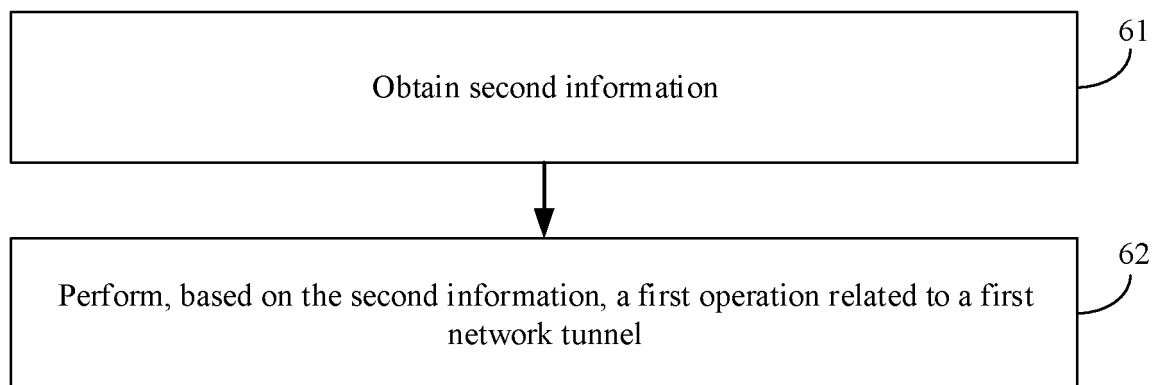 61
Obtain second information
62
Perform, based on the second information, a first operation related to a first
network tunnel